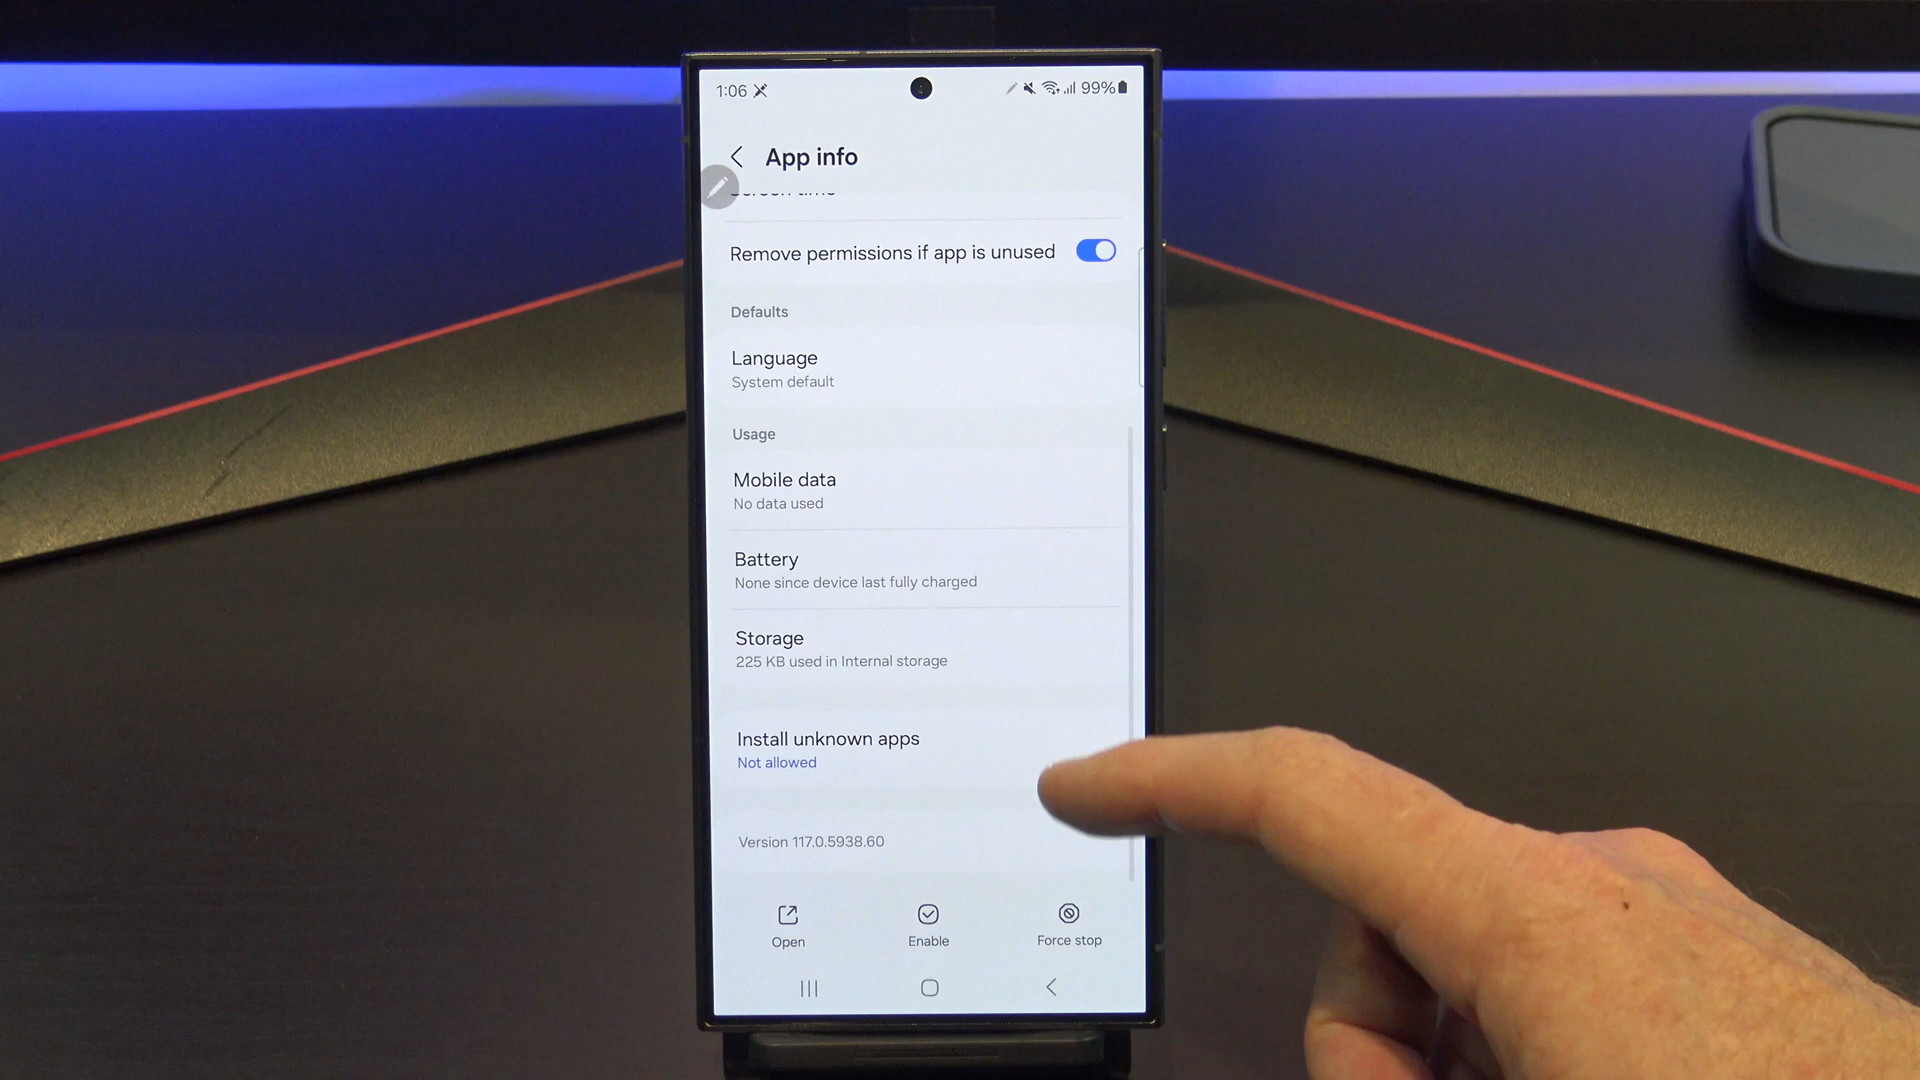 1:06
99%
App info
Screen time
Remove permissions if app is unused
Defaults
Language
System default
Usage
Mobile data
No data used
Battery
None since device last fully charged
Storage
225 KB used in Internal storage
Install unknown apps
Not allowed
Version 117.0.5938.60
Open
Enable
Force stop